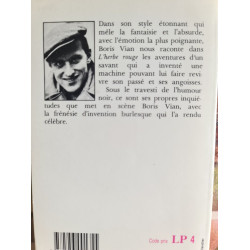 Dans son style étonnant qui
mêle la fantaisie et l'absurde,
avec l'émotion la plus poignante,
Boris Vian nous raconte dans
L'herbe rouge les aventures d'un
savant qui a inventé une
machine pouvant lui faire revi-
vre son passé et ses angoisses.
Sous le travesti de l'humour
noir, ce sont ses propres inquié-
tudes que met en scène Boris Vian, avec
la frénésie d'invention burlesque qui l'a rendu
célèbre.
Code prix LP 4